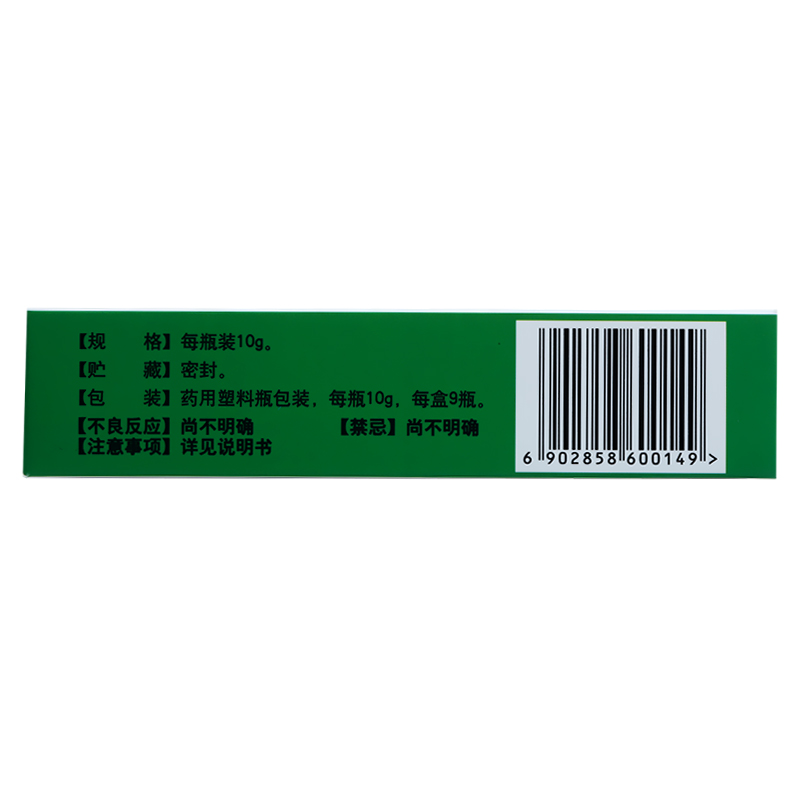 【规　格】每瓶装10g。
【贮　藏】密封。
【包　装】药用塑料瓶包装，每瓶10g，每盒9瓶。
【不良反应】尚不明确　【禁忌】尚不明确
【注意事项】详见说明书
6 902858 600149 >